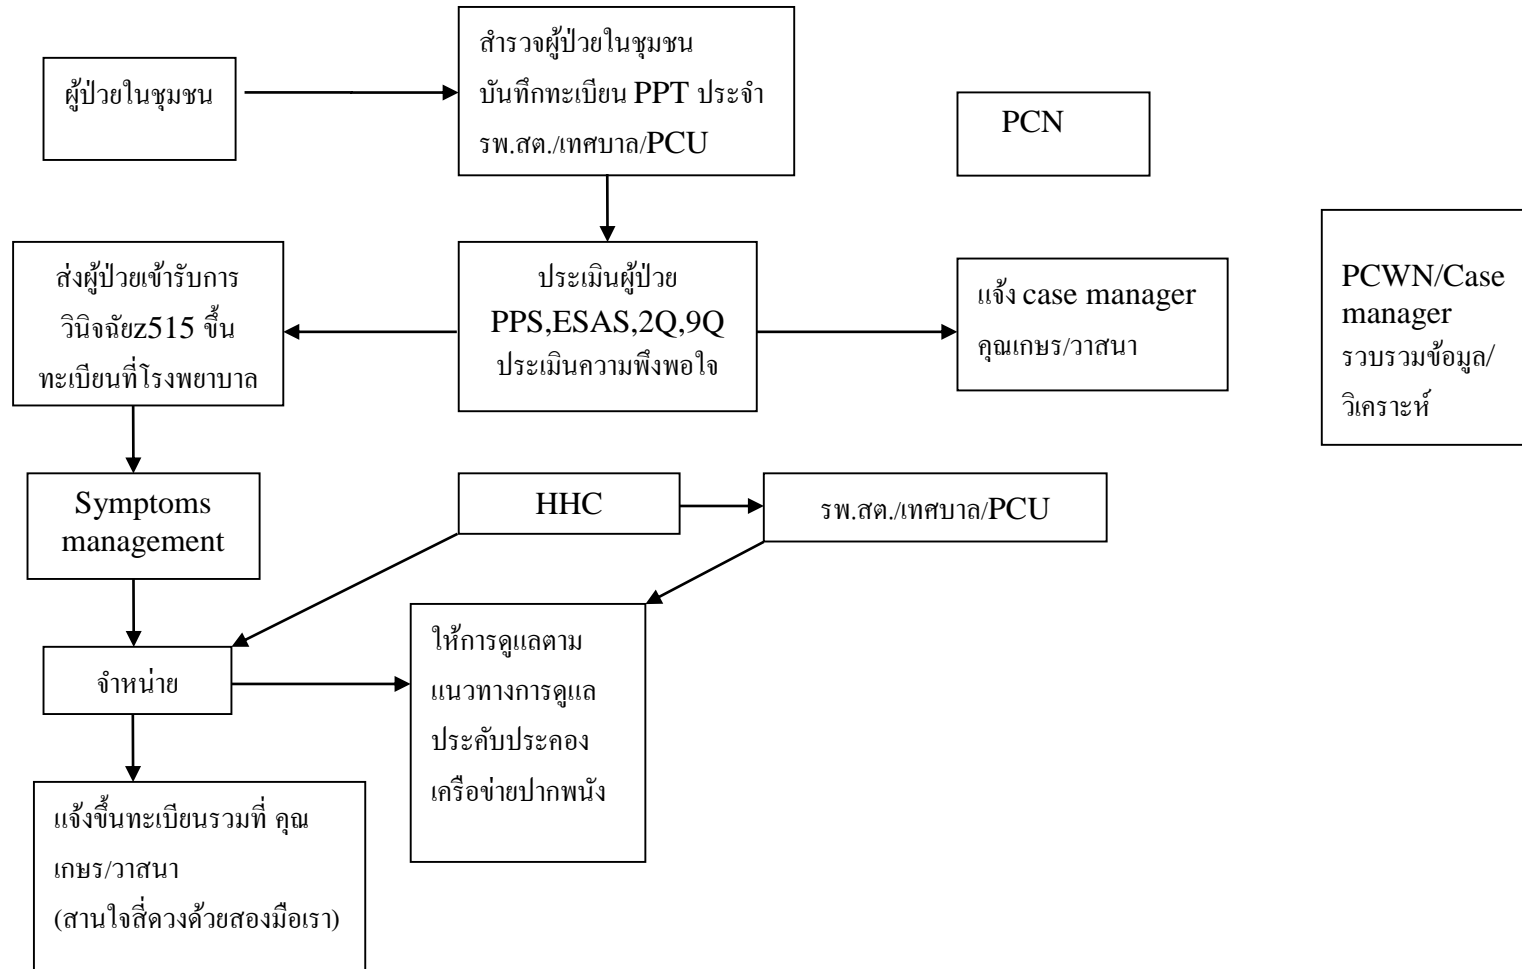 ผู้ป่วยในชุมชน
สำรวจผู้ป่วยในชุมชน
บันทึกทะเบียน PPT ประจำ
รพ.สต./เทศบาล/PCU
PCN
ส่งผู้ป่วยเข้ารับการ
วินิจฉัยz515 ขึ้น
ทะเบียนที่โรงพยาบาล
ประเมินผู้ป่วย
PPS,ESAS,2Q,9Q
ประเมินความพึงพอใจ
แจ้ง case manager
คุณเกษร/วาสนา
PCWN/Case
manager
รวบรวมข้อมูล/
วิเคราะห์
Symptoms
management
HHC
รพ.สต./เทศบาล/PCU
จำหน่าย
ให้การดูแลตาม
แนวทางการดูแล
ประคับประคอง
เครือข่ายปากพนัง
แจ้งขึ้นทะเบียนรวมที่ คุณ
เกษร/วาสนา
(สานใจสี่ดวงด้วยสองมือเรา)